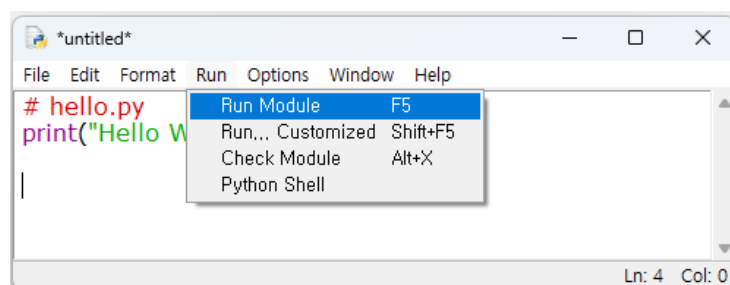 *untitled*
File Edit Format Run Options Window Help
# hello.py
print("Hello W
Run Module F5
Run... Customized Shift+F5
Check Module Alt+X
Python Shell
Ln: 4 Col: 0